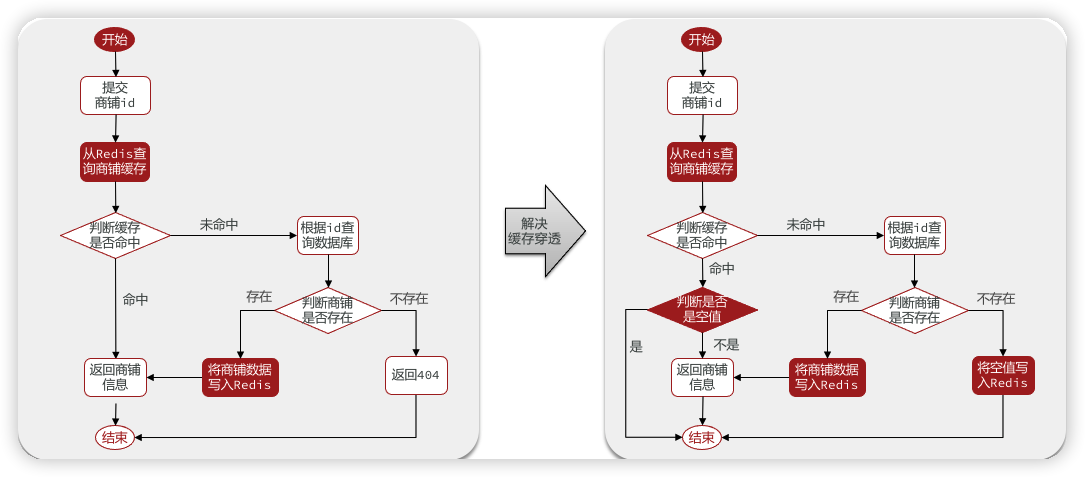 开始
提交
商铺id
从Redis查
询商铺缓存
判断缓存
是否命中
未命中
根据id查
询数据库
命中
存在
判断商铺
是否存在
不存在
返回商铺
信息
将商铺数据
写入Redis
返回404
结束
解决
缓存穿透
开始
提交
商铺id
从Redis查
询商铺缓存
判断缓存
是否命中
未命中
根据id查
询数据库
命中
判断是否
是空值
存在
判断商铺
是否存在
不存在
是
不是
返回商铺
信息
将商铺数据
写入Redis
将空值写
入Redis
结束